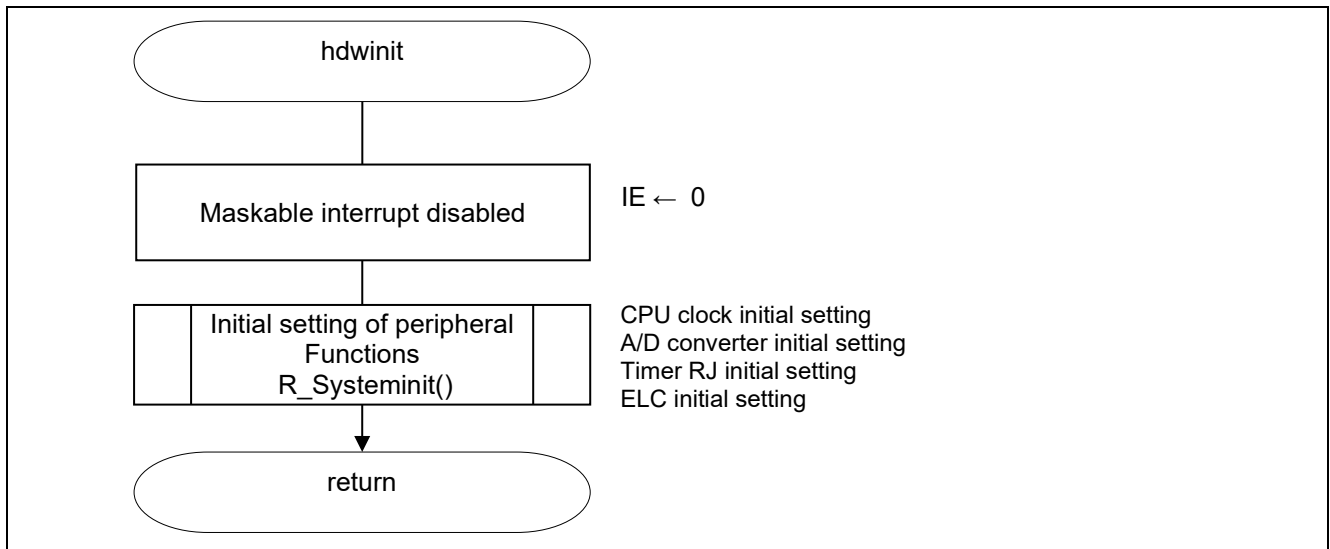 hdwinit
Maskable interrupt disabled
IE ← 0
Initial setting of peripheral
Functions
R_Systeminit()
CPU clock initial setting
A/D converter initial setting
Timer RJ initial setting
ELC initial setting
return